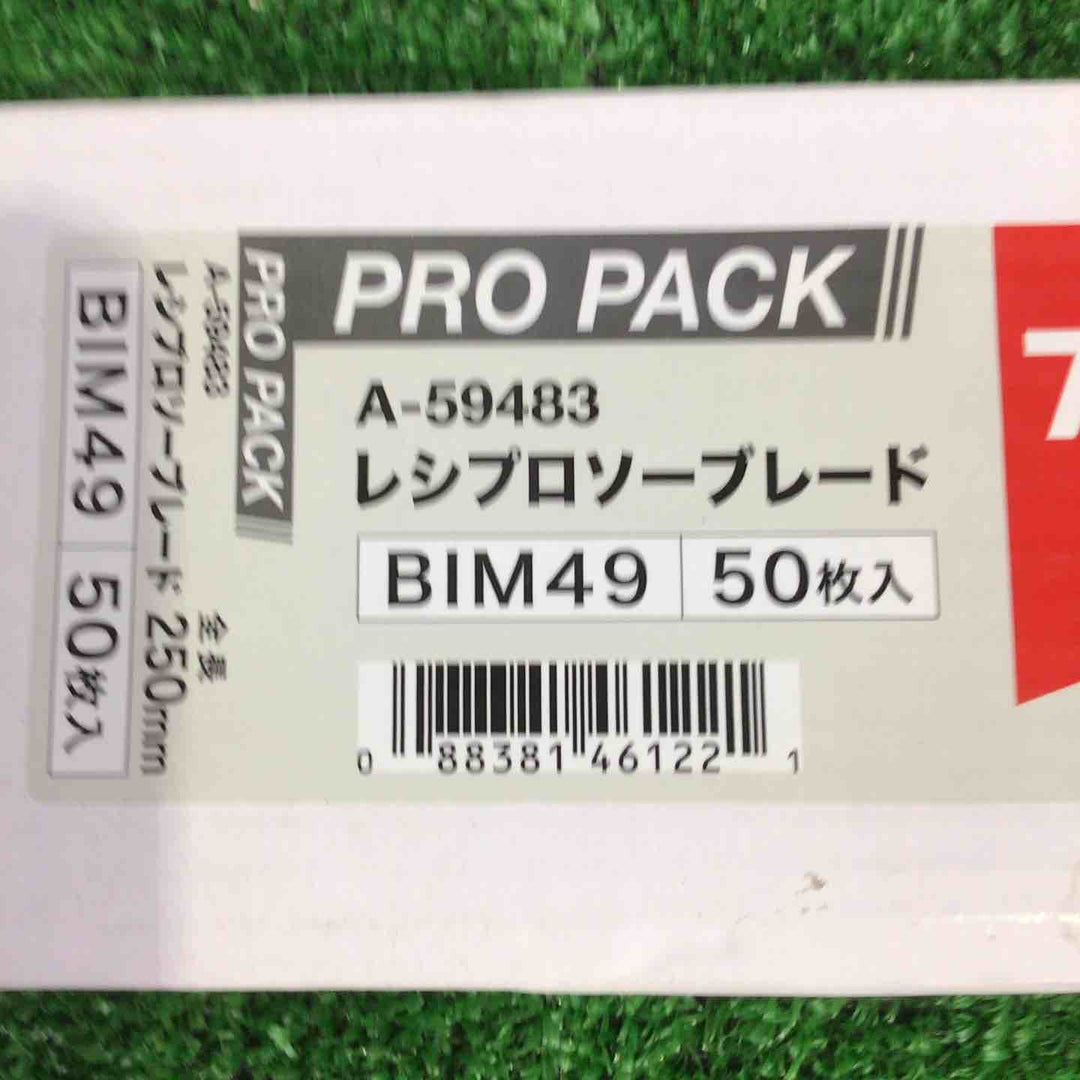 PRO PACK
A-59483
レシプロソーブレード
BIM49 50枚入
0 88381 46122 1
PRO PACK
A-59483 全長
レシプロソーブレード 250mm
BIM49 50枚入